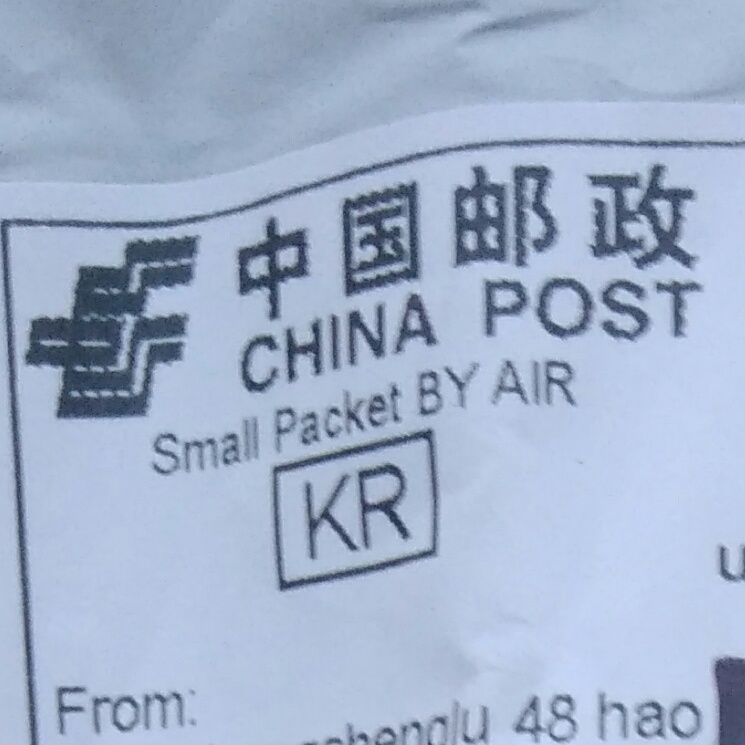 中国邮政
CHINA POST
Small Packet BY AIR
KR
From:
48 hao